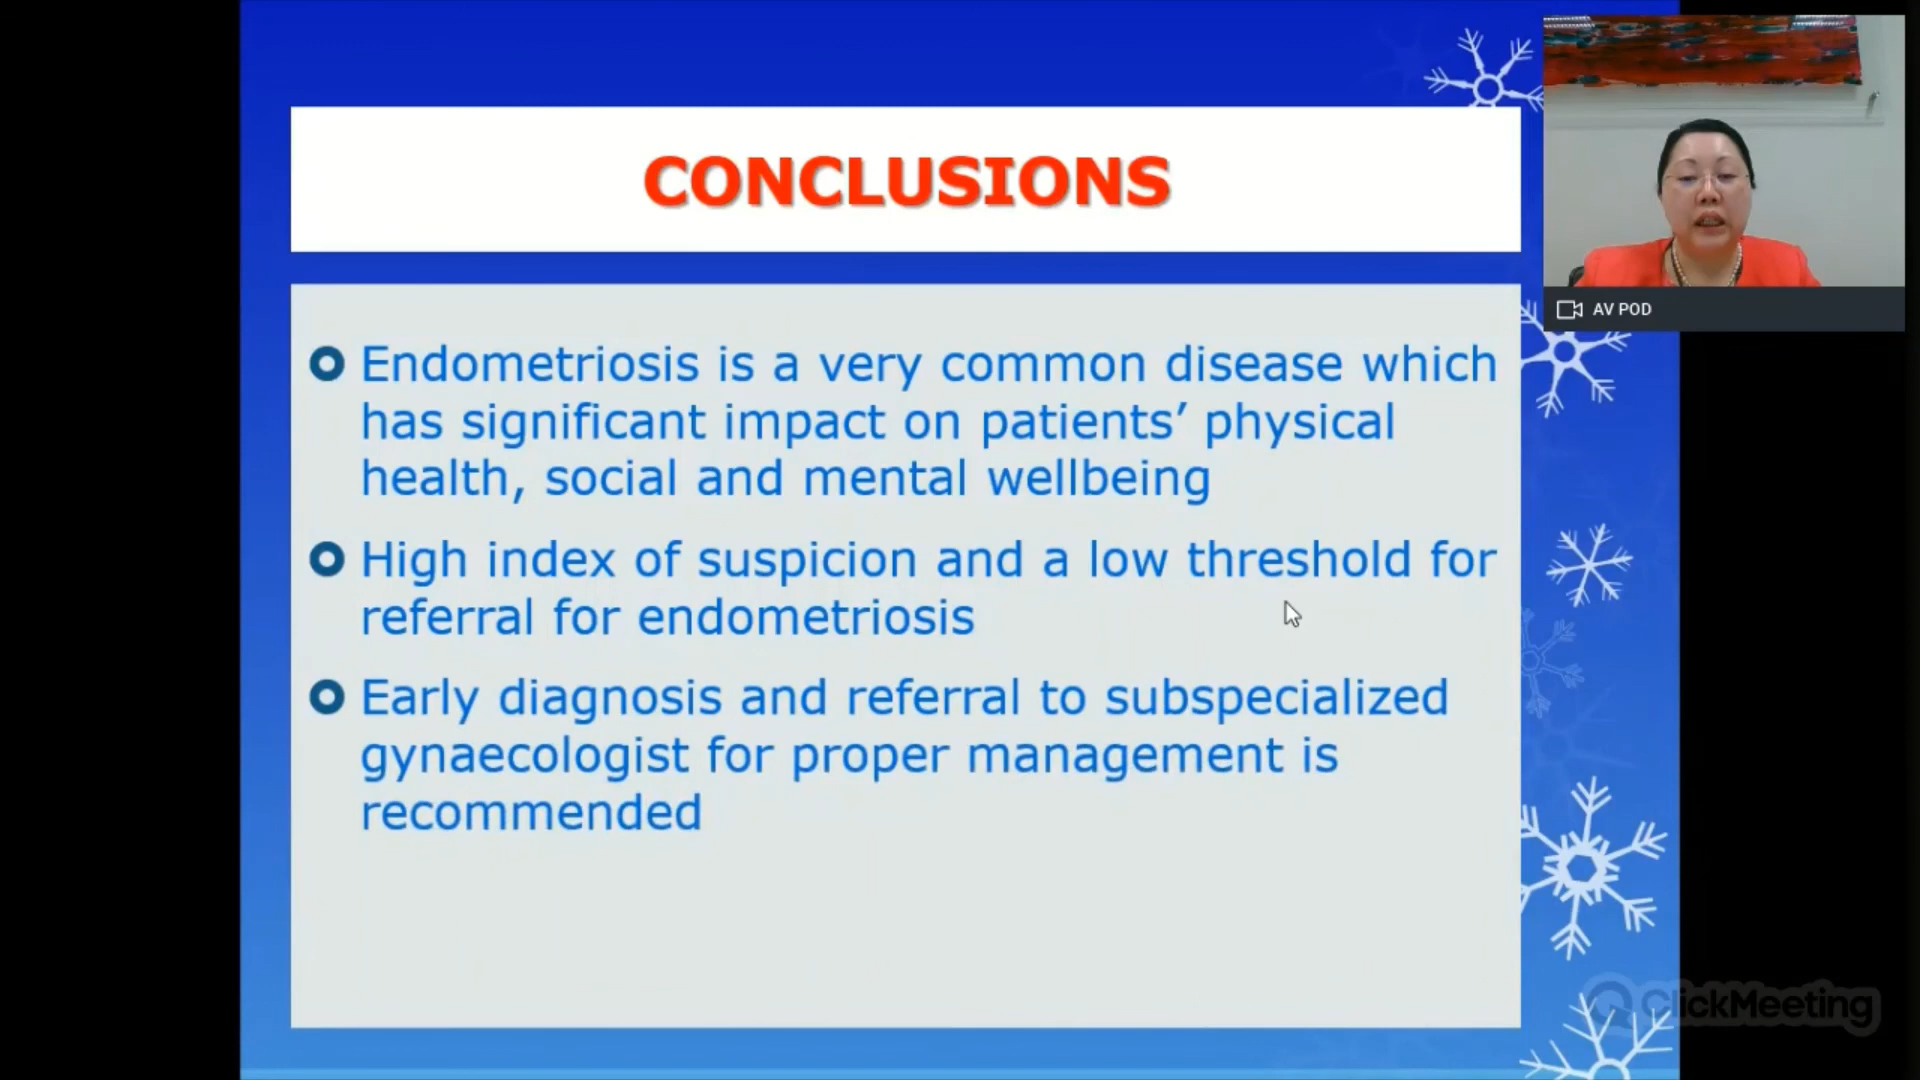 CONCLUSIONS
Endometriosis is a very common disease which
has significant impact on patients’ physical
health, social and mental wellbeing
High index of suspicion and a low threshold for
referral for endometriosis
Early diagnosis and referral to subspecialized
gynaecologist for proper management is
recommended
AV POD
ClickMeeting